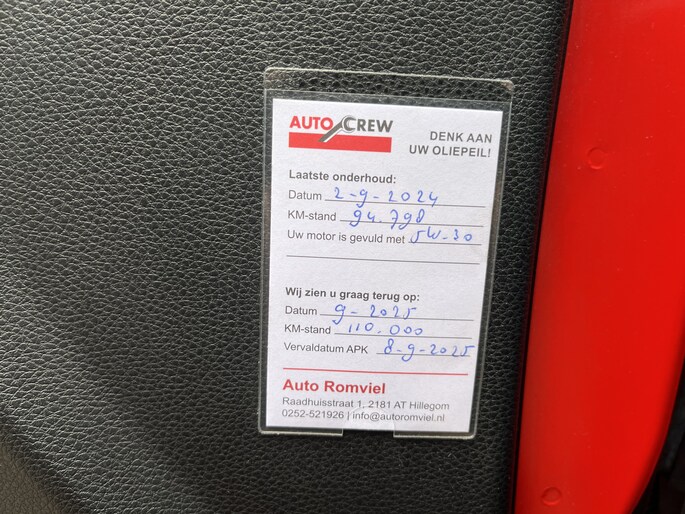 AUTO CREW
DENK AAN
UW OLIEPEIL!
Laatste onderhoud:
Datum 2-9-2024
KM-stand 94.798
Uw motor is gevuld met 5W-30
Wij zien u graag terug op:
Datum 9-2025
KM-stand 110.000
Vervaldatum APK 8-9-2025
Auto Romviel
Raadhuisstraat 1, 2181 AT Hillegom
0252-521926 | info@autoromviel.nl